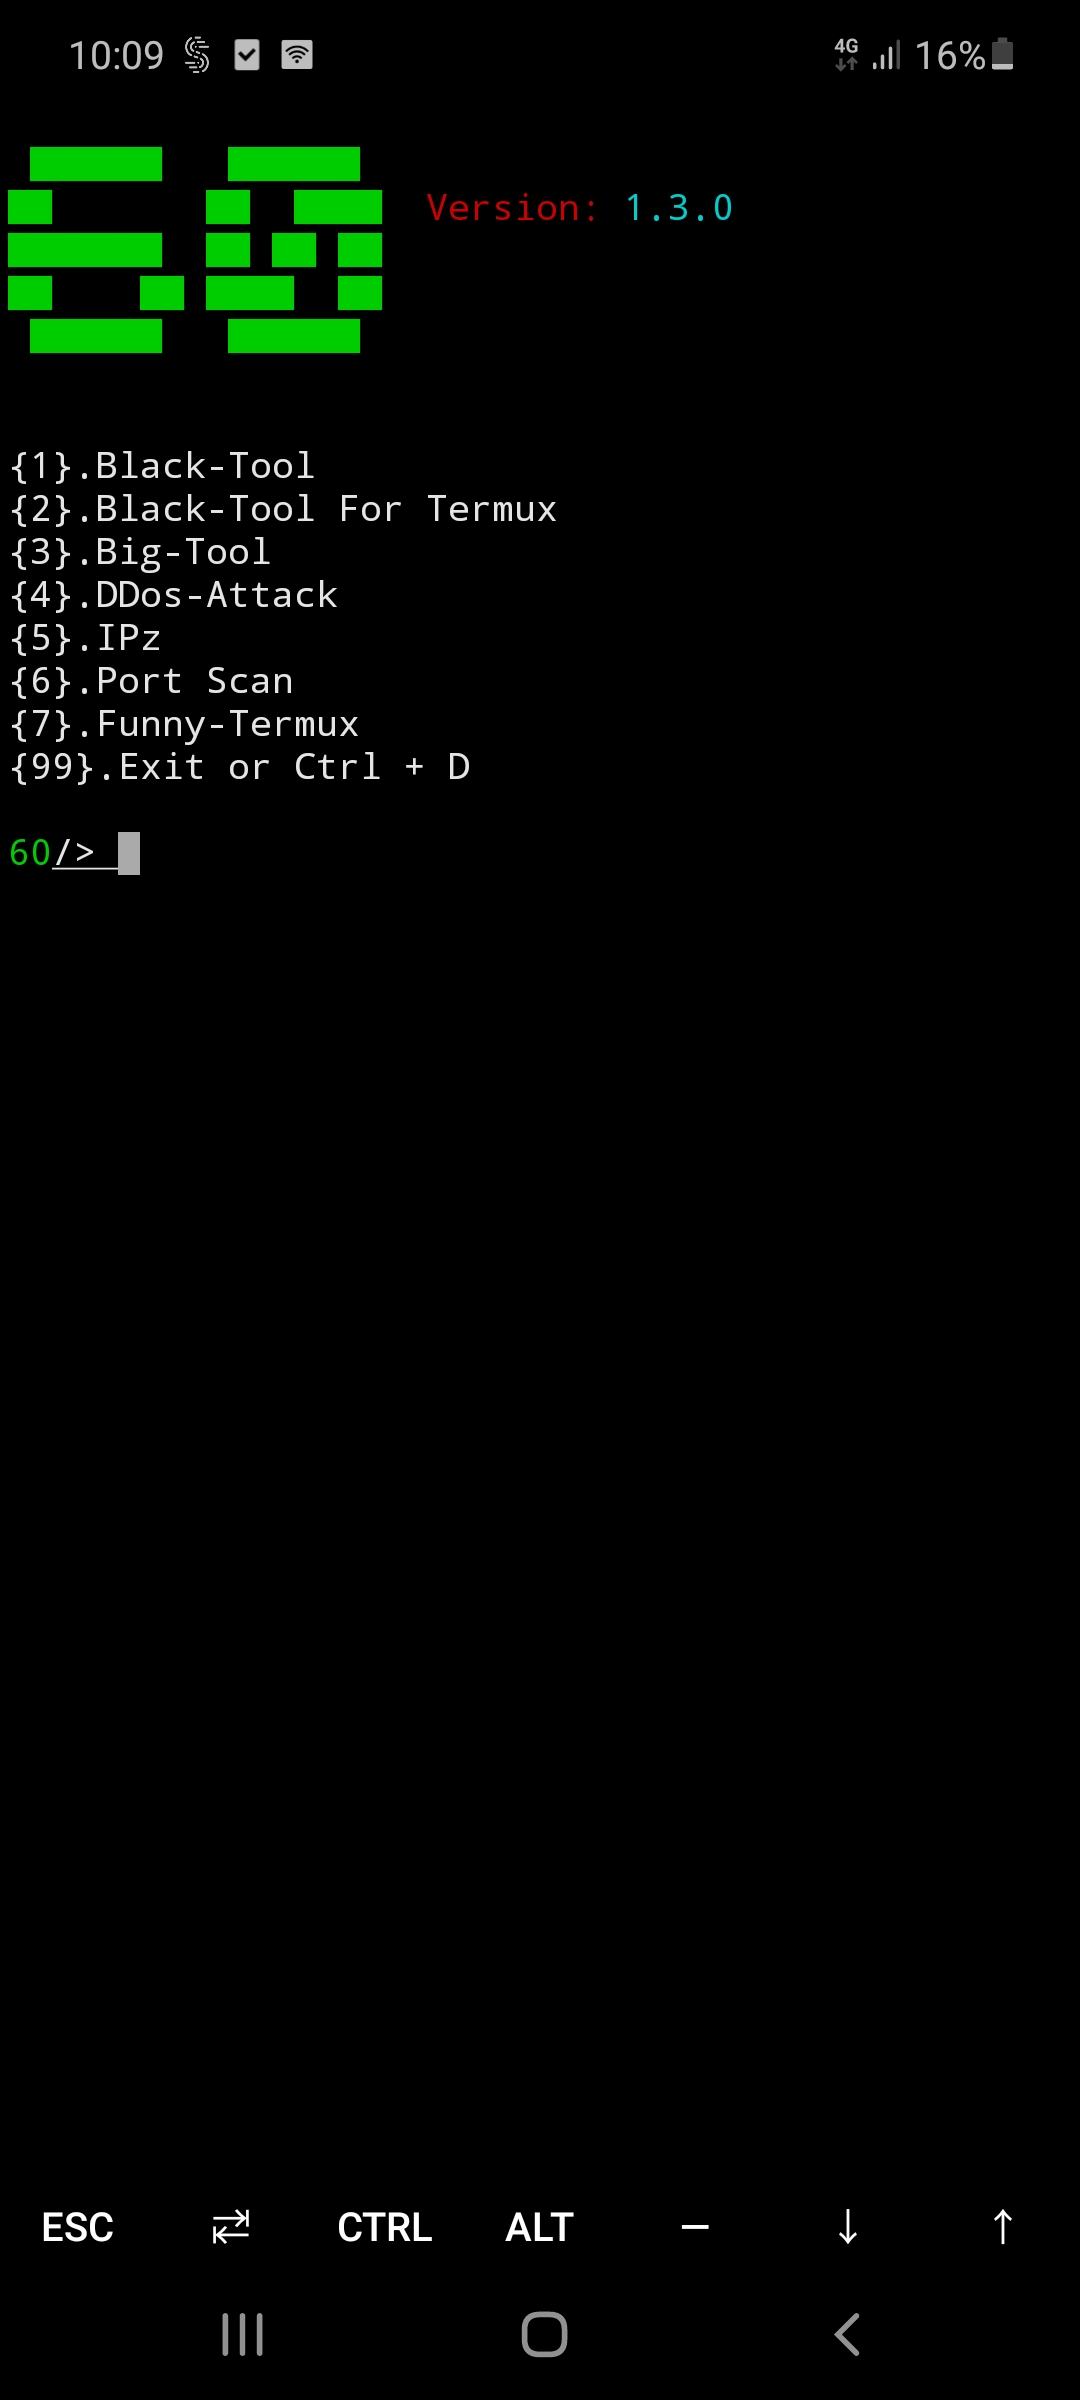 10:09 4G 16%
60 Version: 1.3.0
{1}.Black-Tool
{2}.Black-Tool For Termux
{3}.Big-Tool
{4}.DDos-Attack
{5}.IPz
{6}.Port Scan
{7}.Funny-Termux
{99}.Exit or Ctrl + D
60/>
ESC CTRL ALT — ↓ ↑